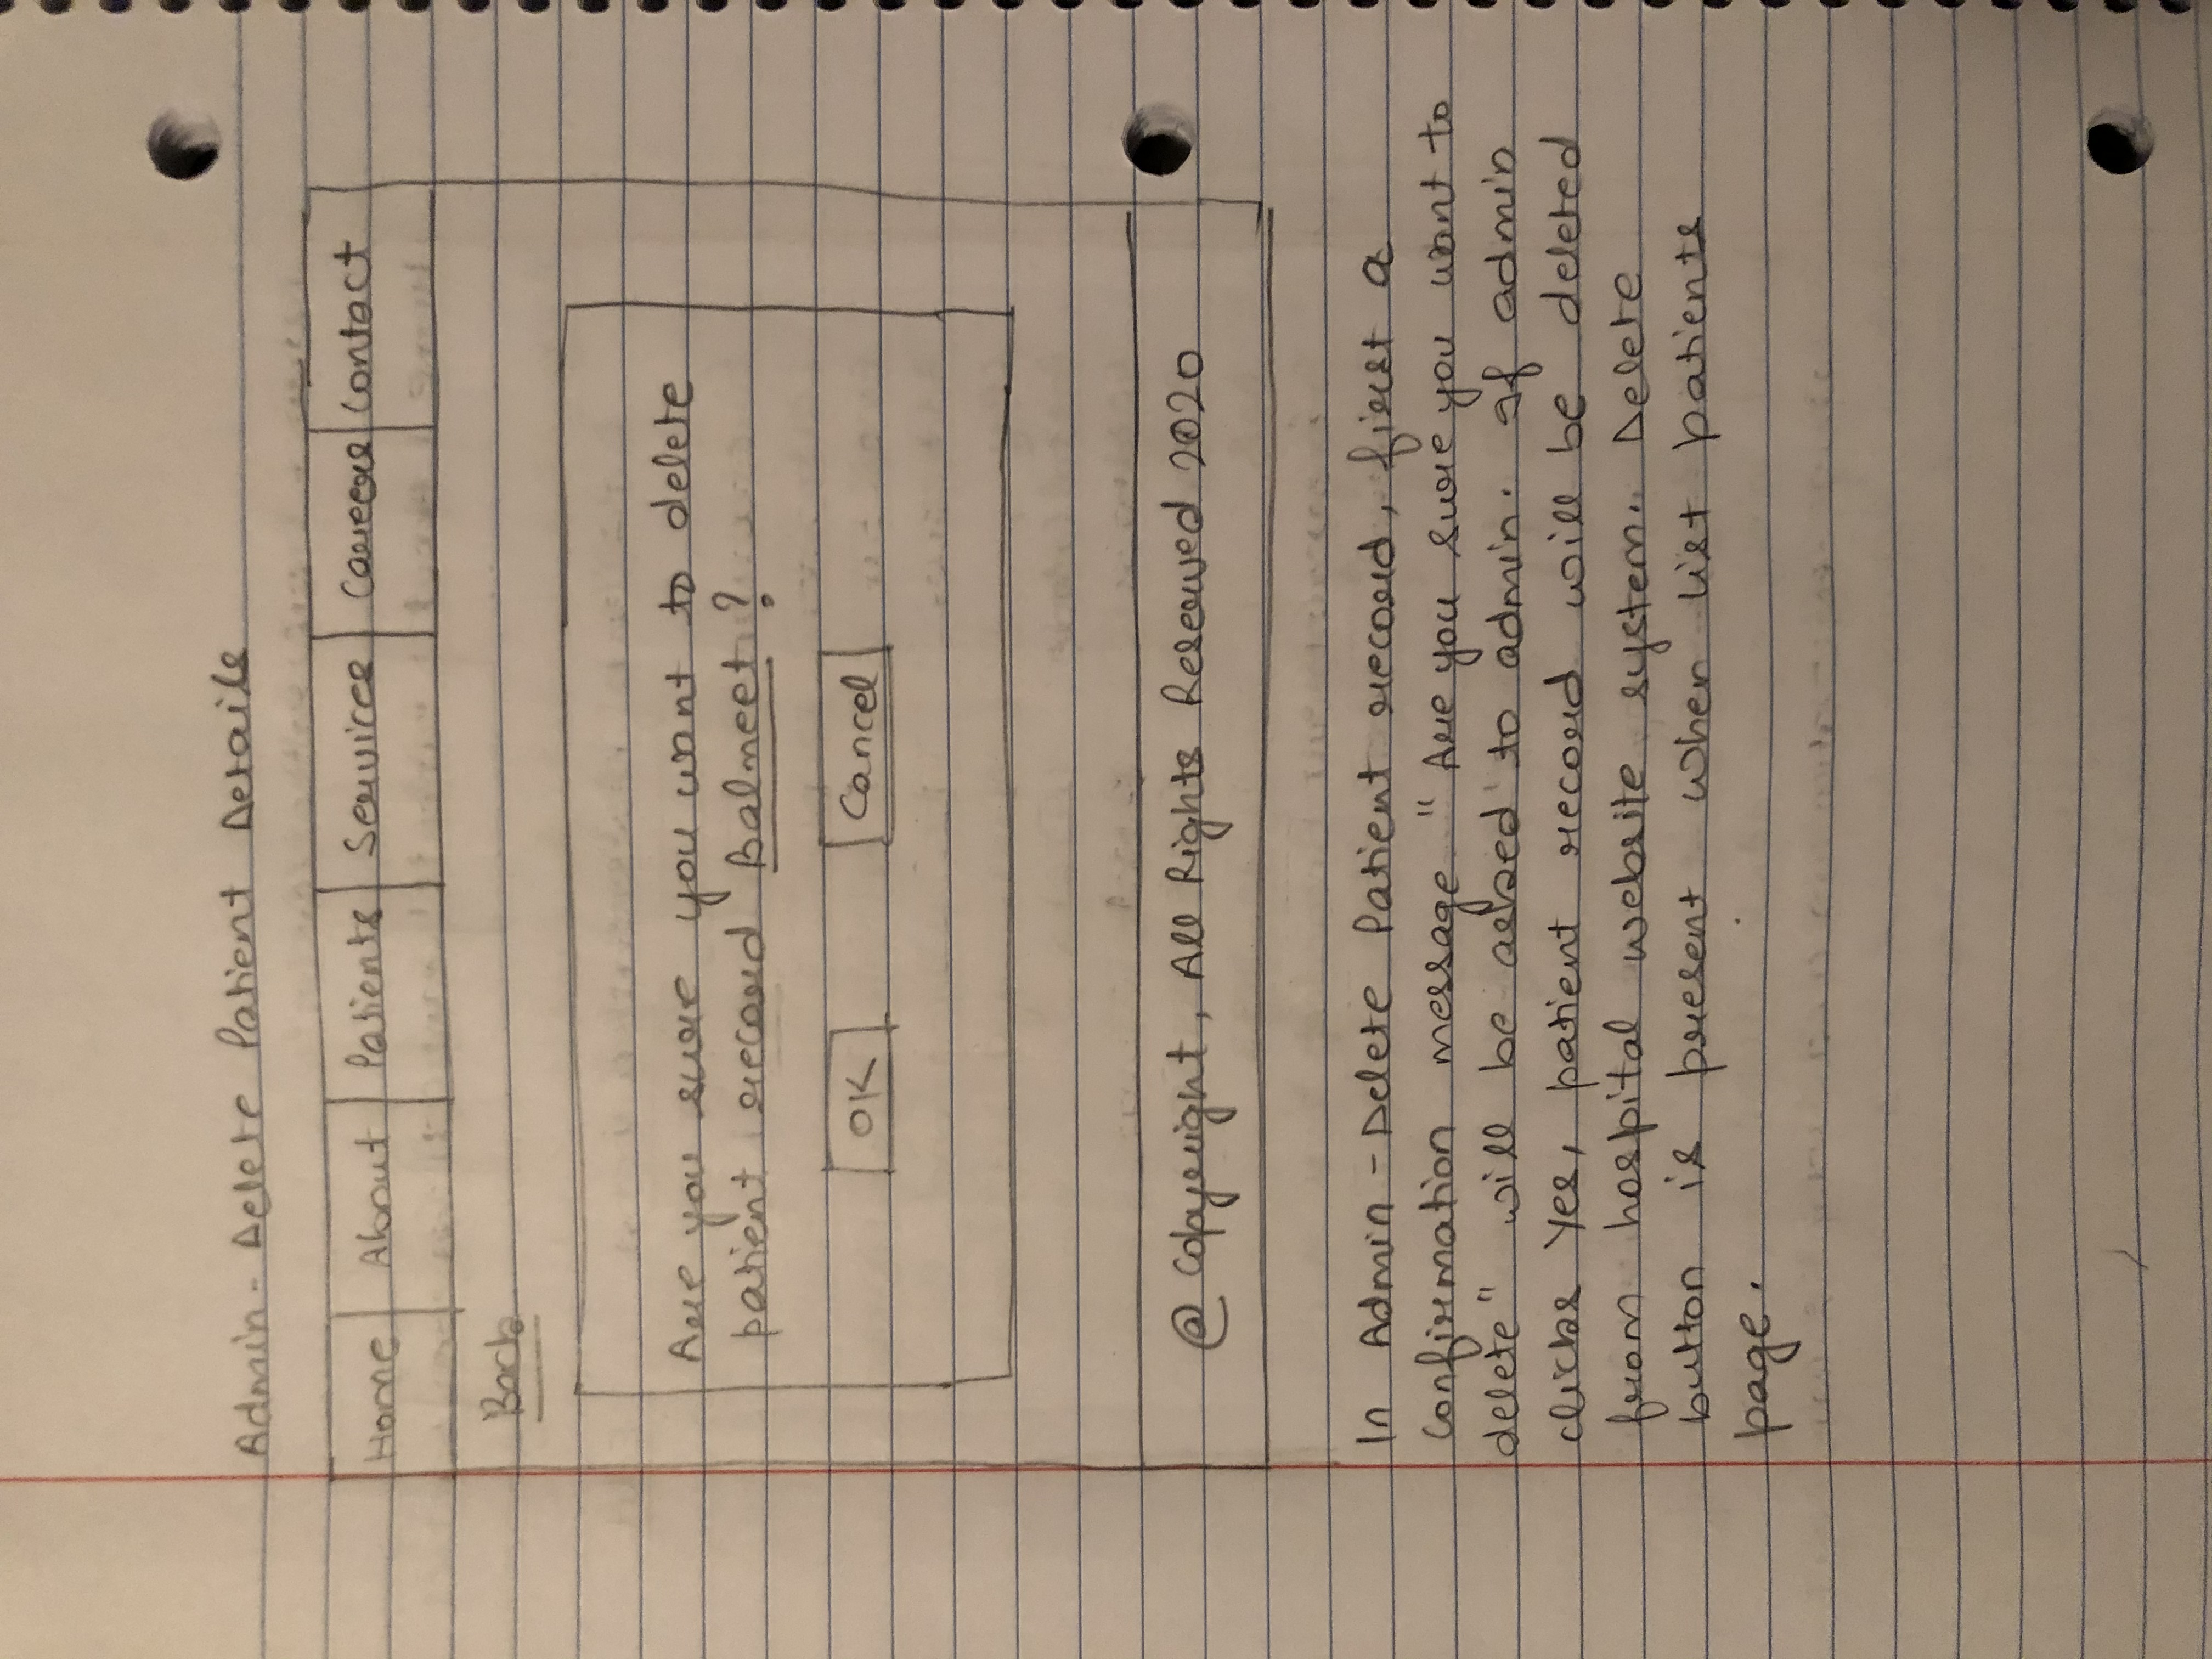 Admin - Delete Patient Details
Home About Patients Services Careers Contact
Back
Are you sure you want to delete
patient record Balmeet ?
OK Cancel
@ Copyright, All Rights Reserved 2020
In Admin - Delete Patient record, first a
confirmation message " Are you sure you want to
delete" will be asked to admin. If admin
clicks Yes, patient record will be deleted
from hospital website system. Delete
button is present when list patients
page.